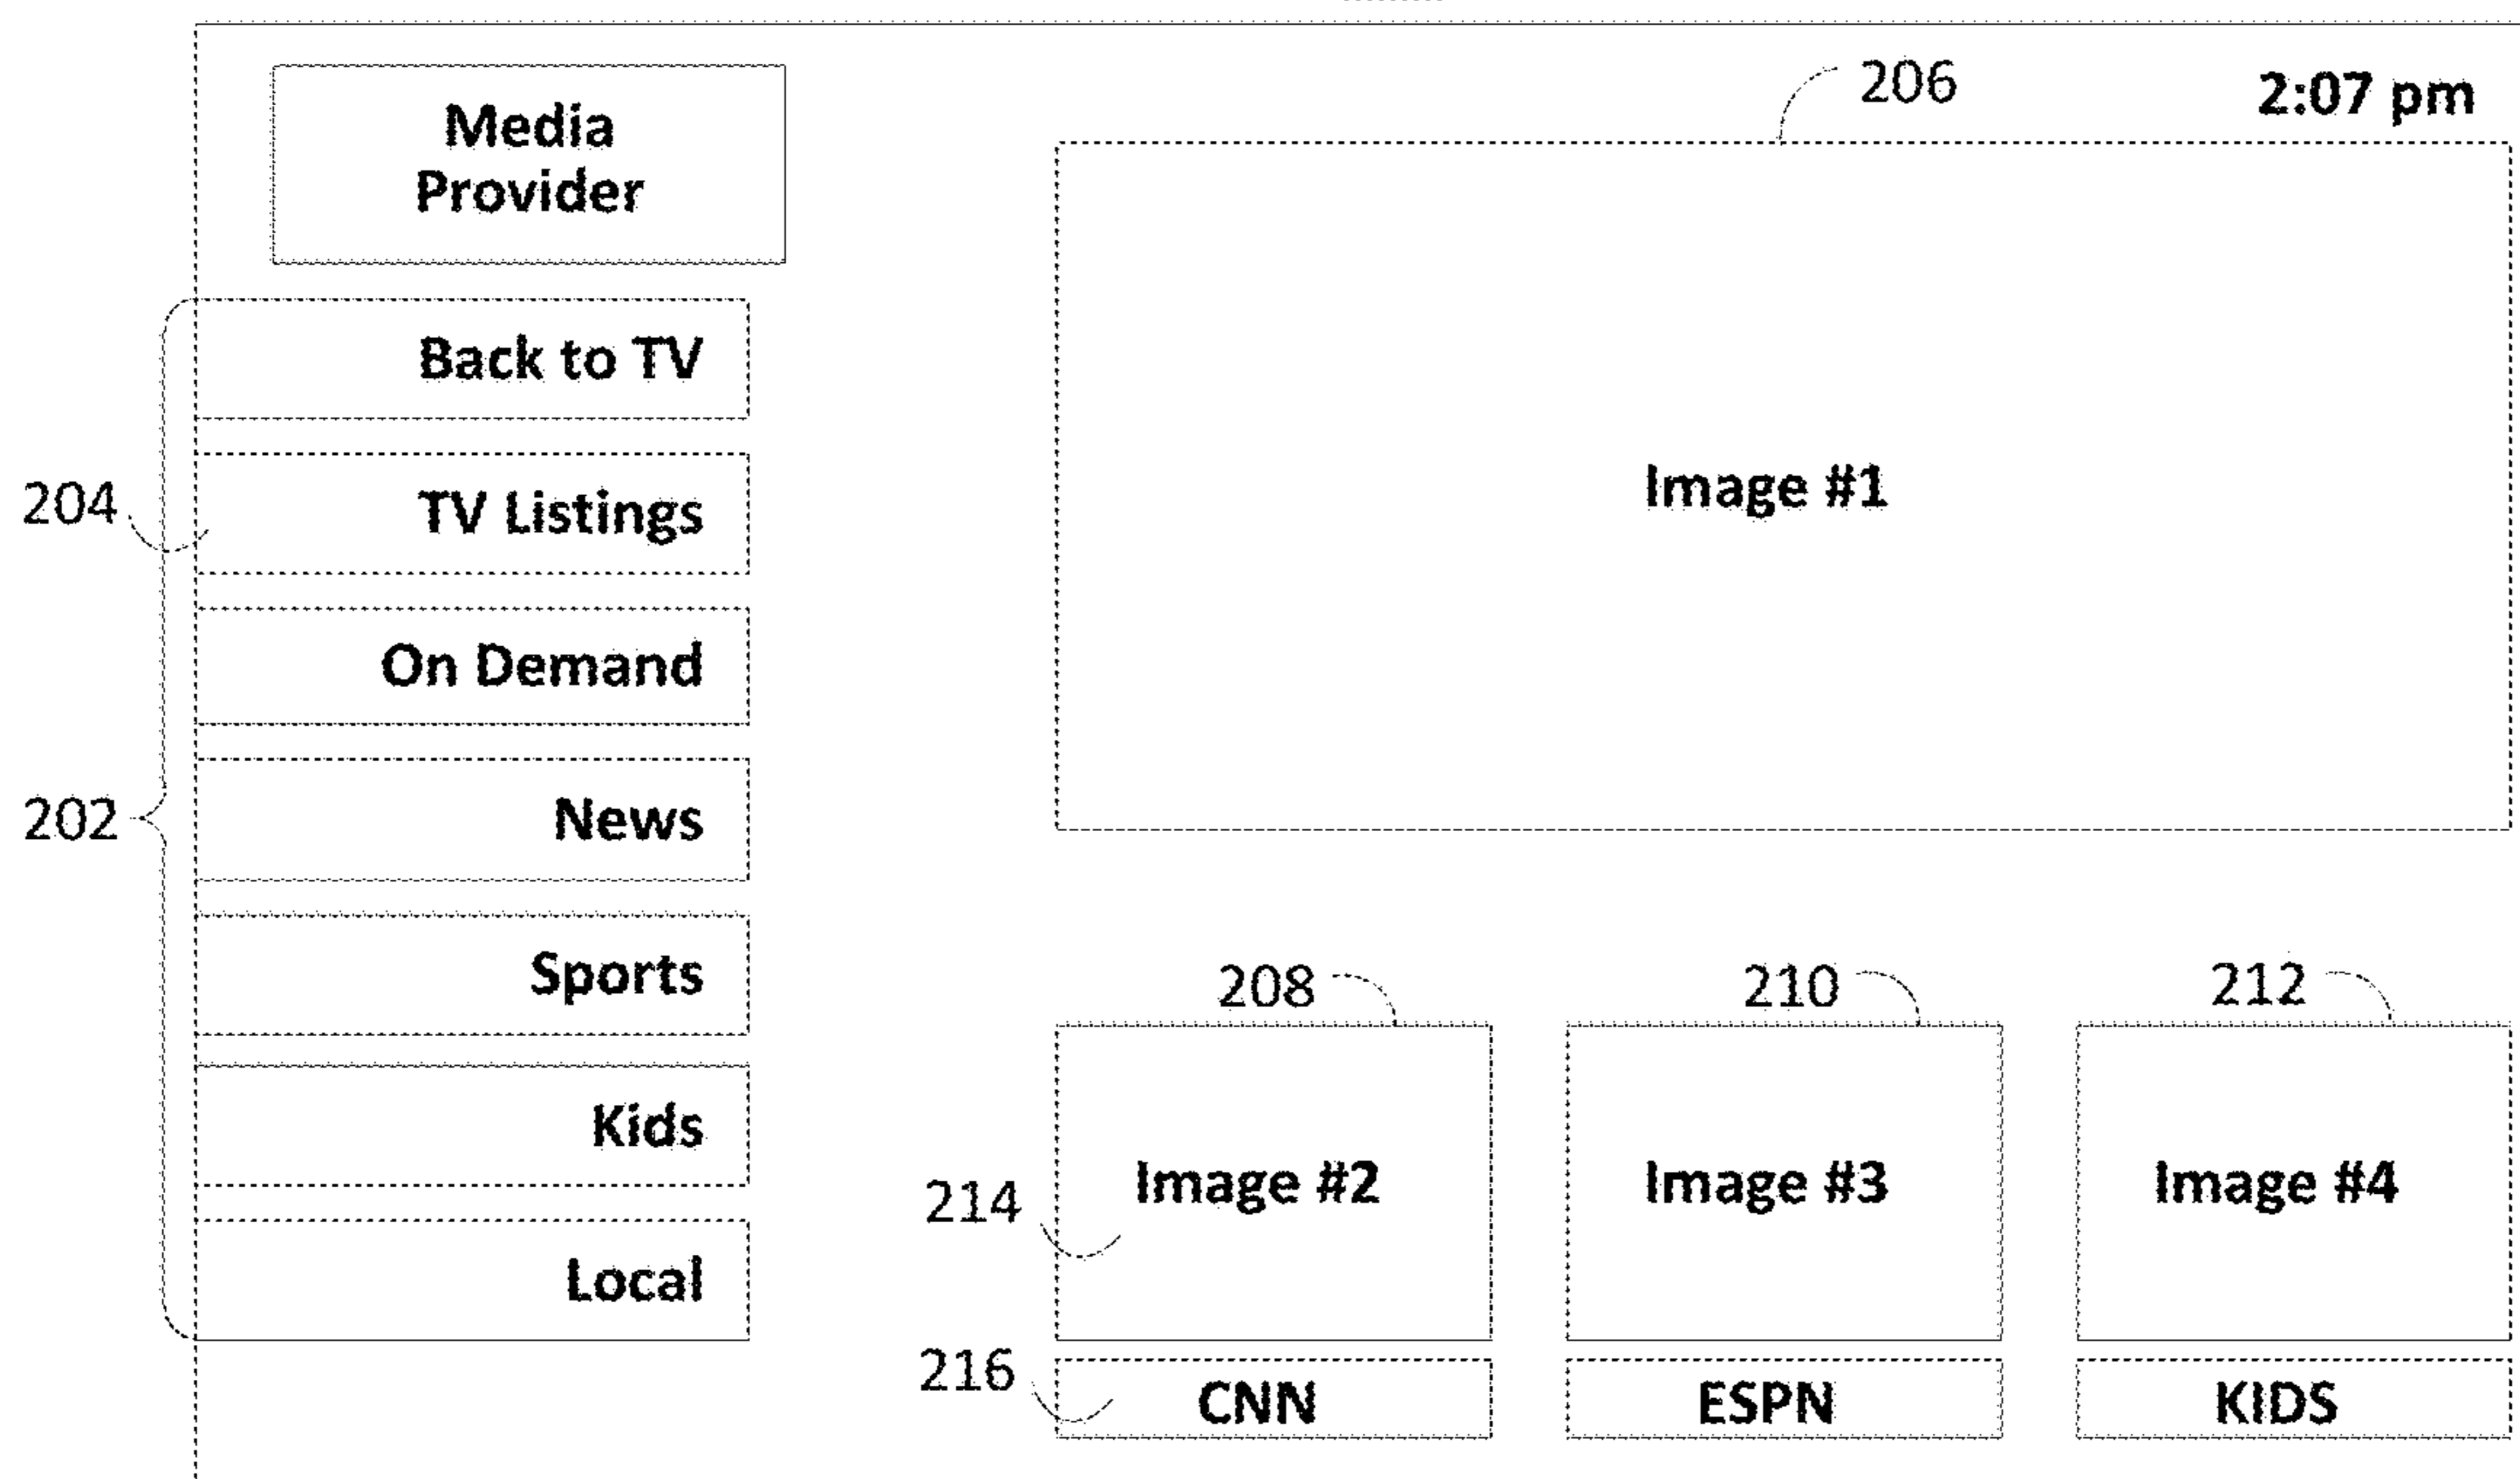 206
2:07 pm
Media
Provider
Back to TV
204
TV Listings
Image #1
On Demand
202
News
Sports
208
210
212
Kids
214
Image #2
Image #3
Image #4
Local
216
CNN
ESPN
KIDS